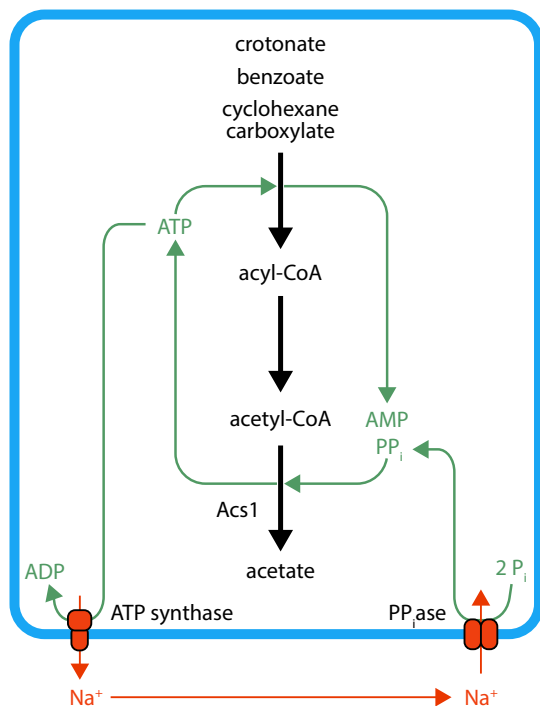 crotonate
benzoate
cyclohexane
carboxylate
ATP
acyl-CoA
acetyl-CoA
AMP
PPi
Acs1
acetate
ADP
2 Pi
ATP synthase
PPiase
Na+
Na+